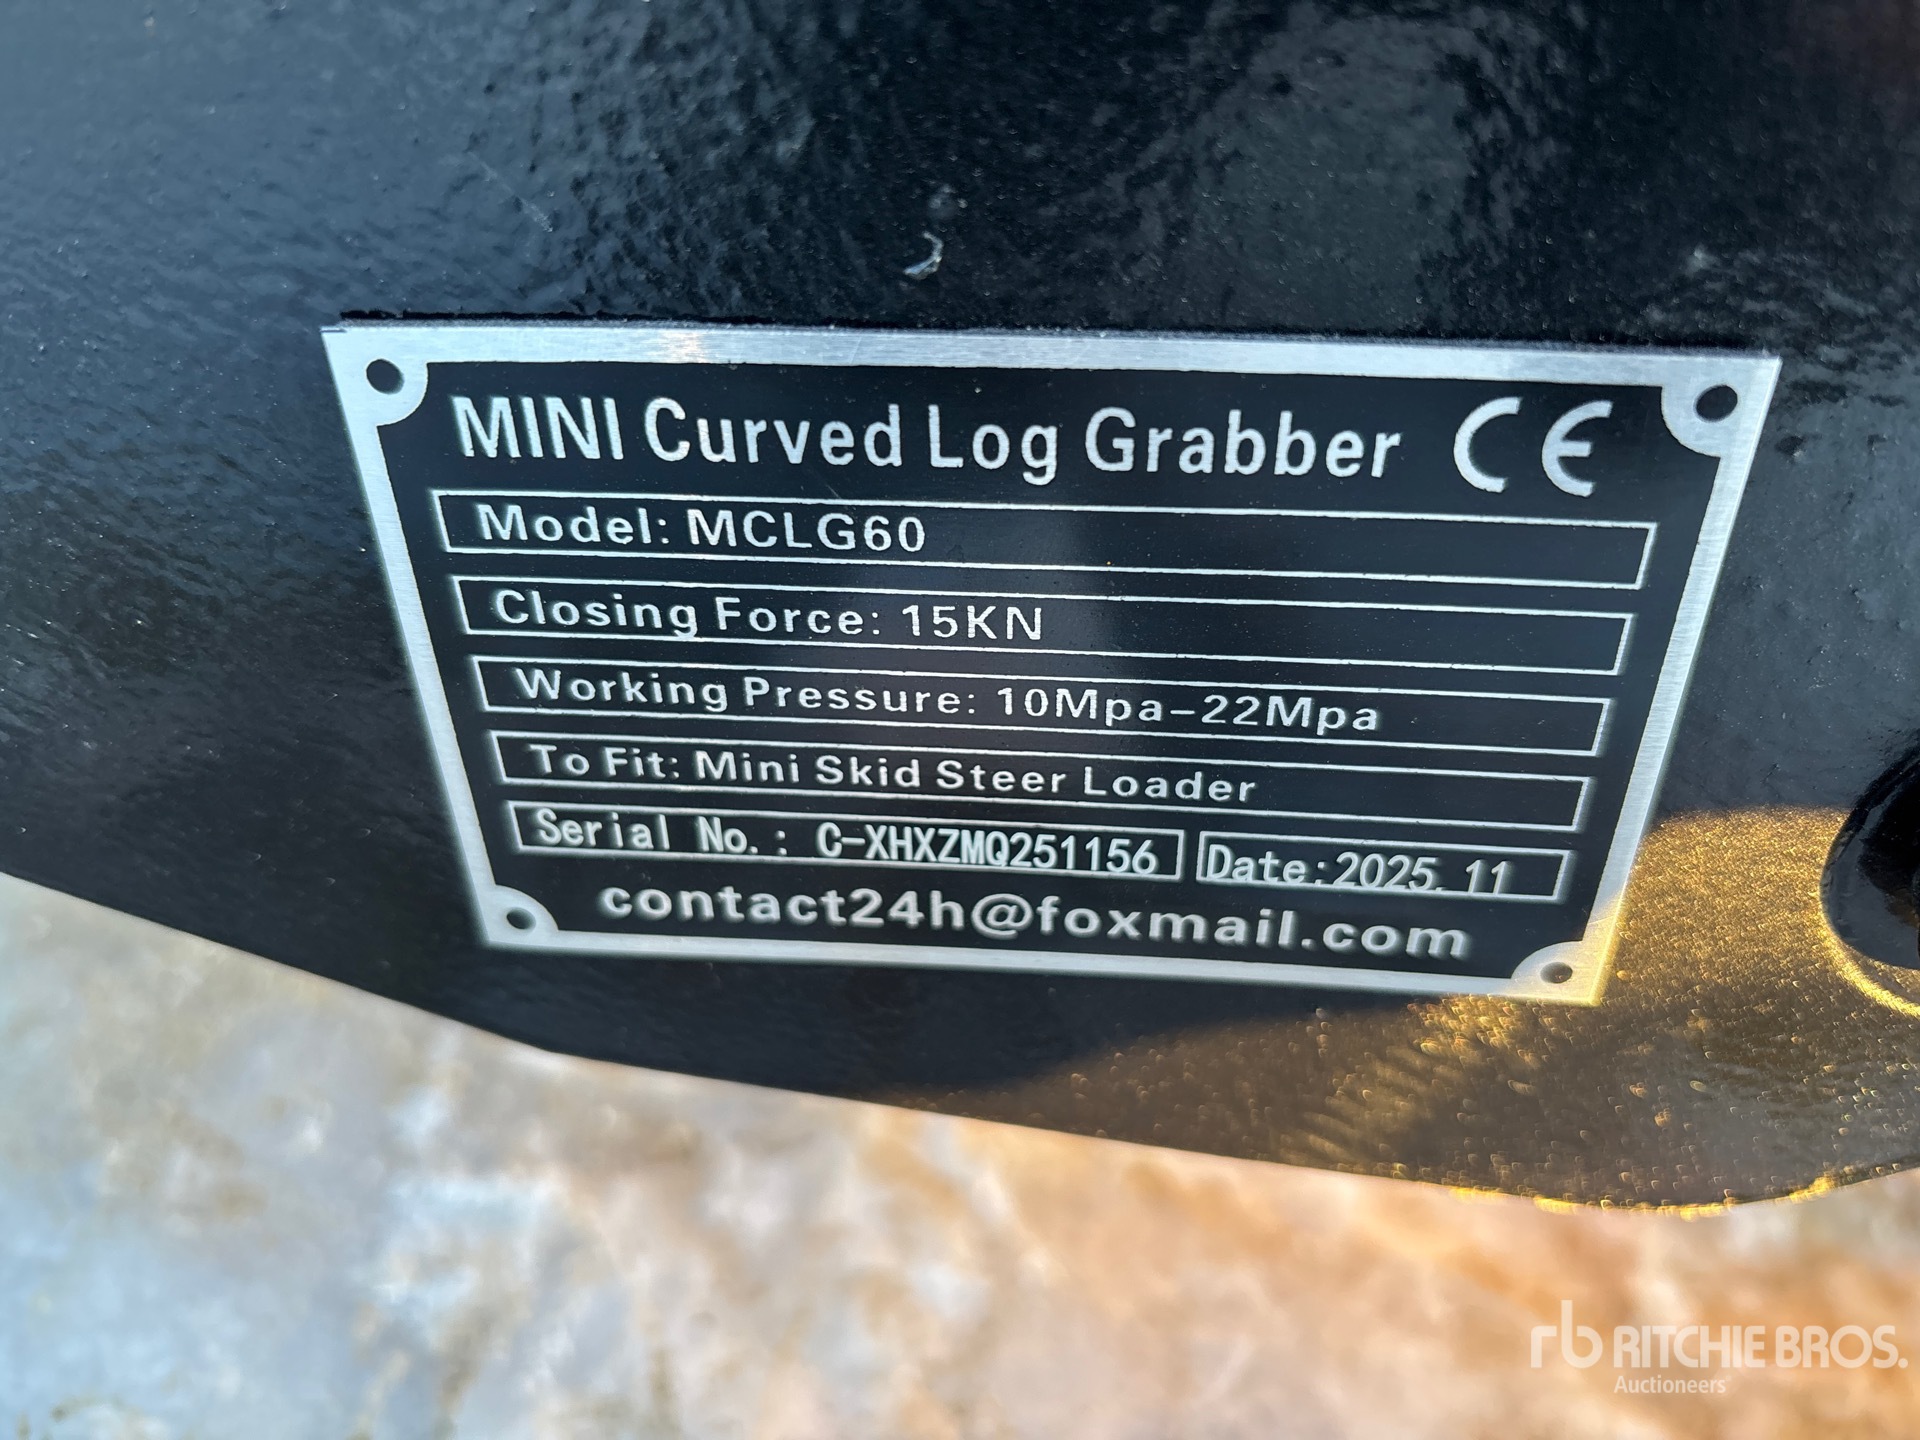 MINI Curved Log Grabber CE
Model: MCLG60
Closing Force: 15KN
Working Pressure: 10Mpa-22Mpa
To Fit: Mini Skid Steer Loader
Serial No.: C-XHXZMQ251156 Date:2025.11
contact24h@foxmail.com
rb RITCHIE BROS.
Auctioneers